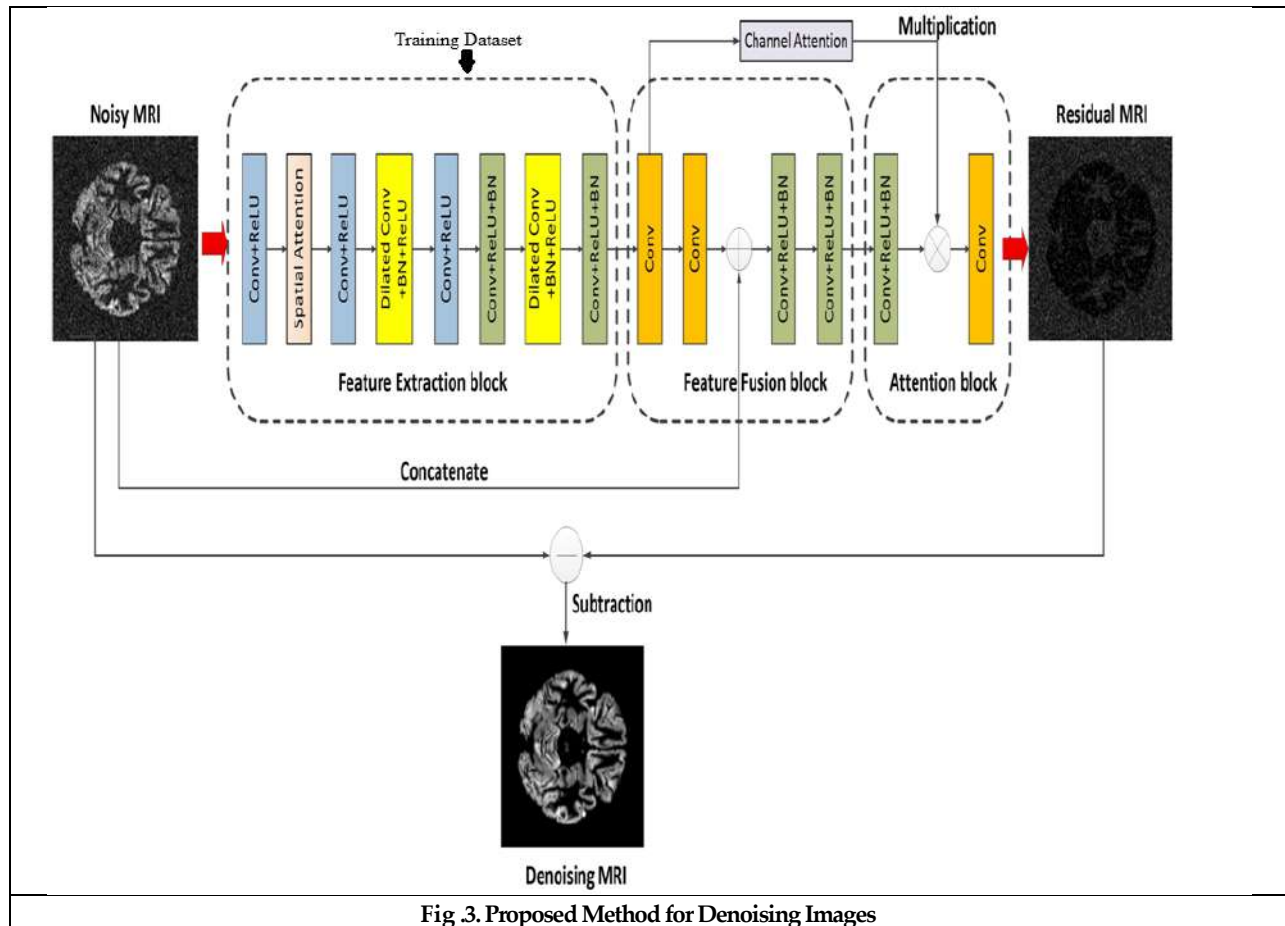 Training Dataset
Channel Attention
Multiplication
Noisy MRI
Residual MRI
Conv+ReLU
Spatial Attention
Conv+ReLU
Dilated Conv
+BN+ReLU
Conv+ReLU
Conv+ReLU+BN
Dilated Conv
+BN+ReLU
Conv+ReLU+BN
Conv
Conv
Conv+ReLU+BN
Conv+ReLU+BN
Conv+ReLU+BN
Conv
Feature Extraction block
Feature Fusion block
Attention block
Concatenate
Subtraction
Denoising MRI
Fig .3. Proposed Method for Denoising Images